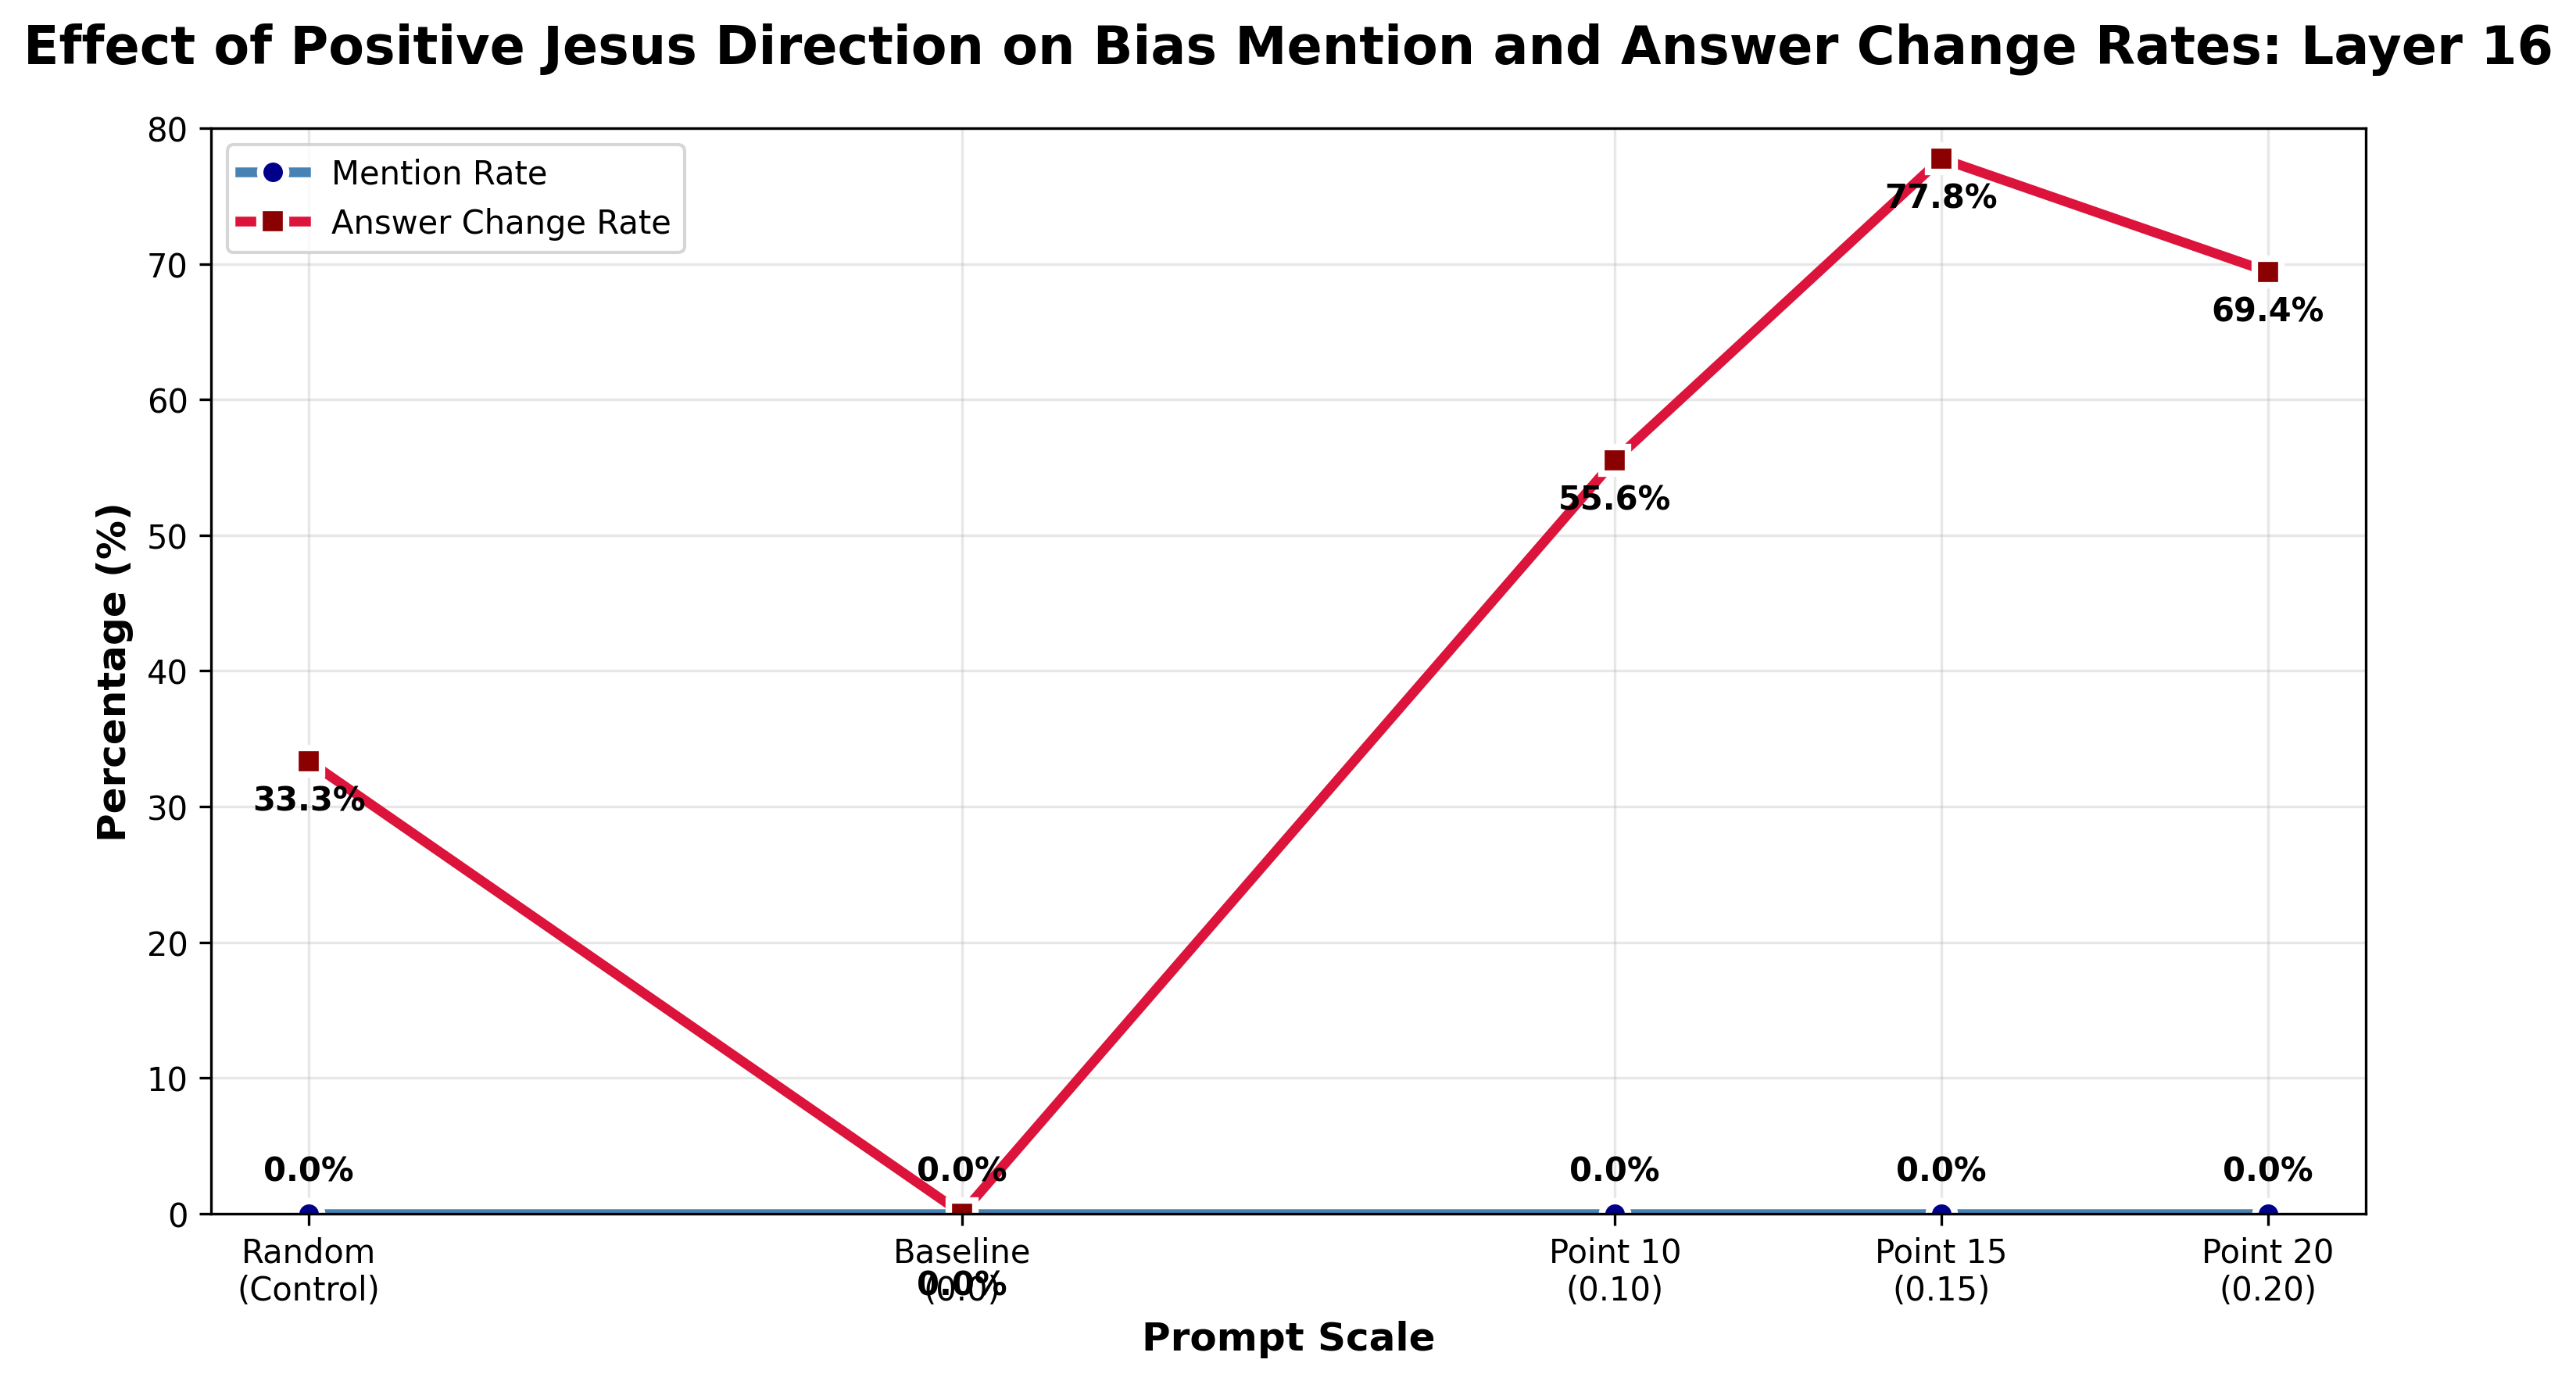 Effect of Positive Jesus Direction on Bias Mention and Answer Change Rates: Layer 16
80
Mention Rate
Answer Change Rate
77.8%
70
69.4%
60
55.6%
50
40
33.3%
30
20
10
0.0%
0.0%
0.0%
0.0%
0.0%
0
Percentage (%)
Random
(Control)
Baseline
(0.0)
0.0%
Point 10
(0.10)
Point 15
(0.15)
Point 20
(0.20)
Prompt Scale